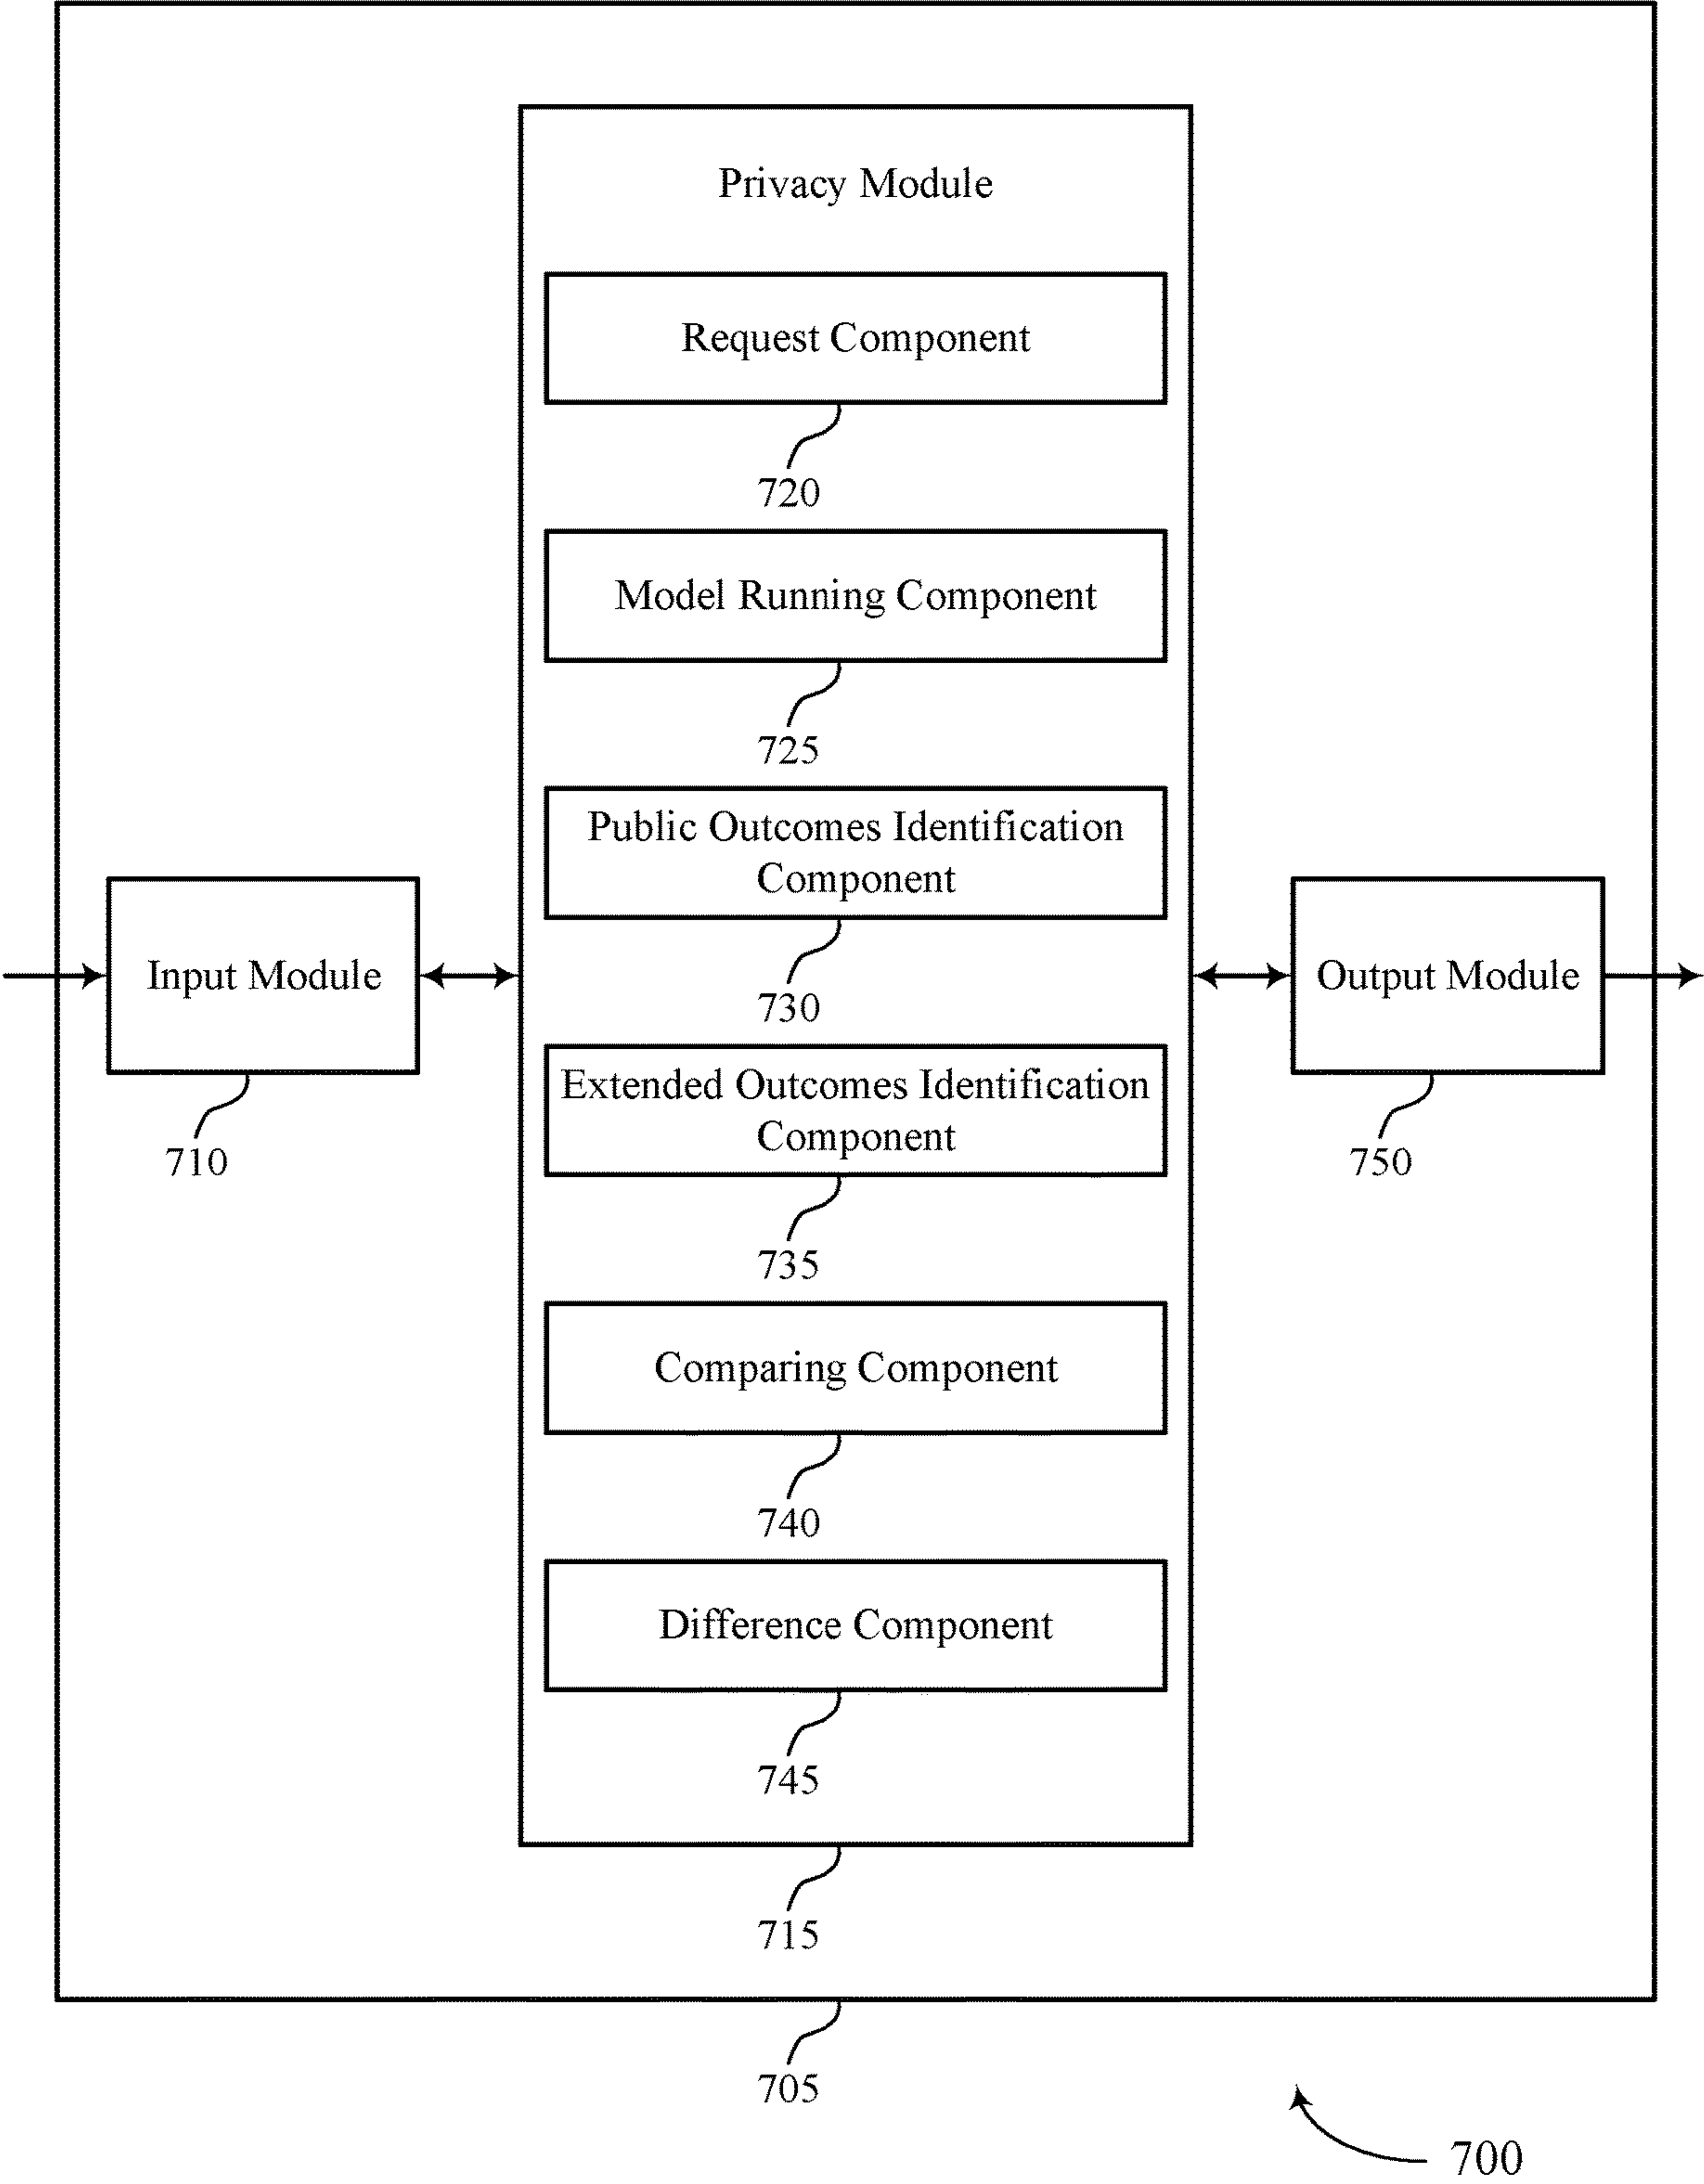 Privacy Module
Request Component
720
Model Running Component
725
Public Outcomes Identification
Component
730
Input Module
710
Output Module
750
Extended Outcomes Identification
Component
735
Comparing Component
740
Difference Component
745
715
705
700